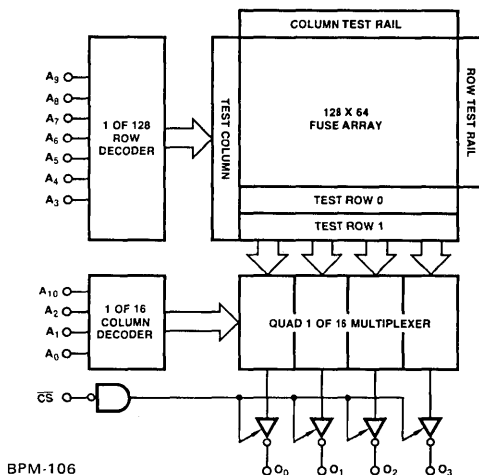 COLUMN TEST RAIL
A9
A8
A7
A6
A5
A4
A3
1 OF 128
ROW
DECODER
TEST COLUMN
128 X 64
FUSE ARRAY
ROW TEST RAIL
TEST ROW 0
TEST ROW 1
A10
A2
A1
A0
1 OF 16
COLUMN
DECODER
QUAD 1 OF 16 MULTIPLEXER
C̅S̅
BPM-106
O0
O1
O2
O3